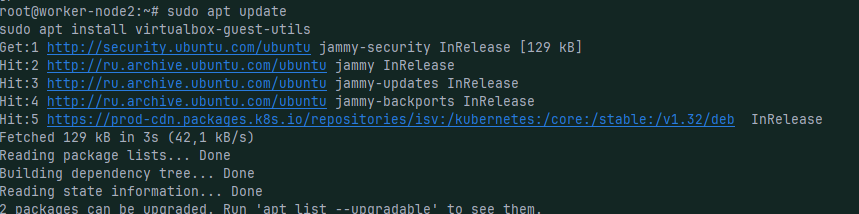 root@worker-node2:~# sudo apt update
sudo apt install virtualbox-guest-utils
Get:1 http://security.ubuntu.com/ubuntu jammy-security InRelease [129 kB]
Hit:2 http://ru.archive.ubuntu.com/ubuntu jammy InRelease
Hit:3 http://ru.archive.ubuntu.com/ubuntu jammy-updates InRelease
Hit:4 http://ru.archive.ubuntu.com/ubuntu jammy-backports InRelease
Hit:5 https://prod-cdn.packages.k8s.io/repositories/isv:/kubernetes:/core:/stable:/v1.32/deb  InRelease
Fetched 129 kB in 3s (42,1 kB/s)
Reading package lists... Done
Building dependency tree... Done
Reading state information... Done
2 packages can be upgraded. Run 'apt list --upgradable' to see them.